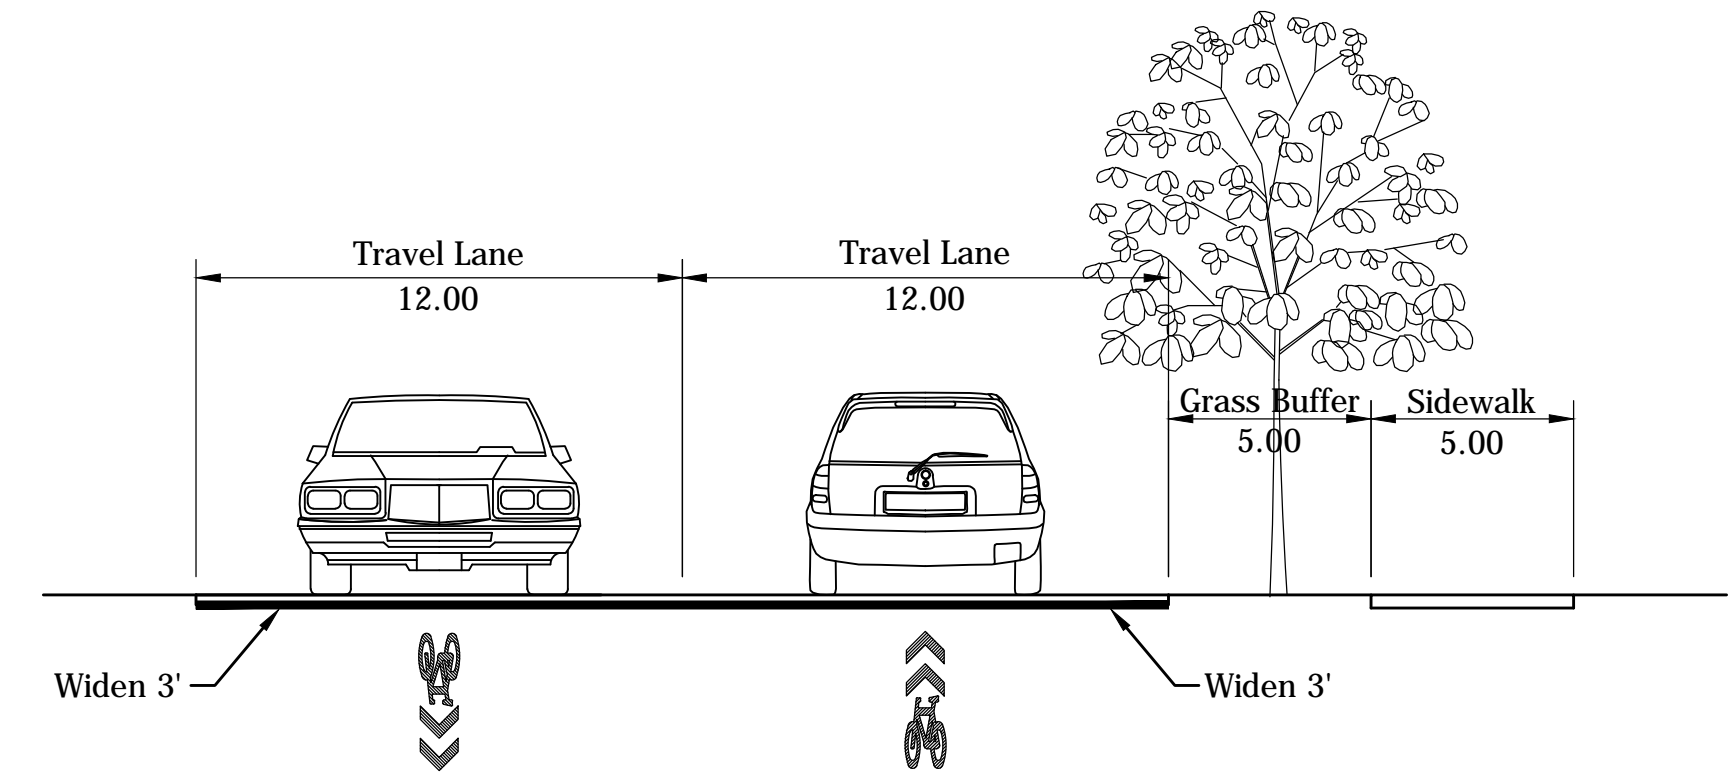 Travel Lane
12.00
Travel Lane
12.00
Grass Buffer
5.00
Sidewalk
5.00
Widen 3'
Widen 3'